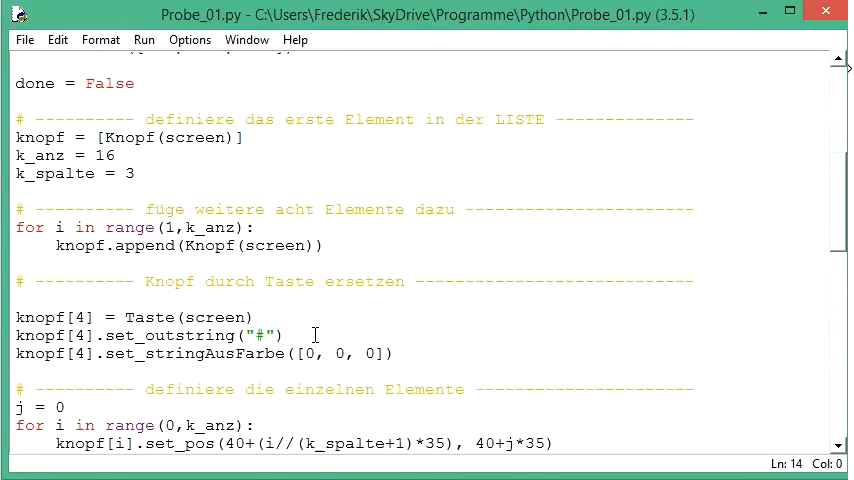 Probe_01.py - C:\Users\Frederik\SkyDrive\Programme\Python\Probe_01.py (3.5.1)
File Edit Format Run Options Window Help
done = False
# ---------- definiere das erste Element in der LISTE --------------
knopf = [Knopf(screen)]
k_anz = 16
k_spalte = 3
# ---------- füge weitere acht Elemente dazu -----------------------
for i in range(1,k_anz):
    knopf.append(Knopf(screen))
# ---------- Knopf durch Taste ersetzen ----------------------------
knopf[4] = Taste(screen)
knopf[4].set_outstring("#")
knopf[4].set_stringAusFarbe([0, 0, 0])
# ---------- definiere die einzelnen Elemente ----------------------
j = 0
for i in range(0,k_anz):
    knopf[i].set_pos(40+(i//(k_spalte+1)*35), 40+j*35)
Ln: 14 Col: 0